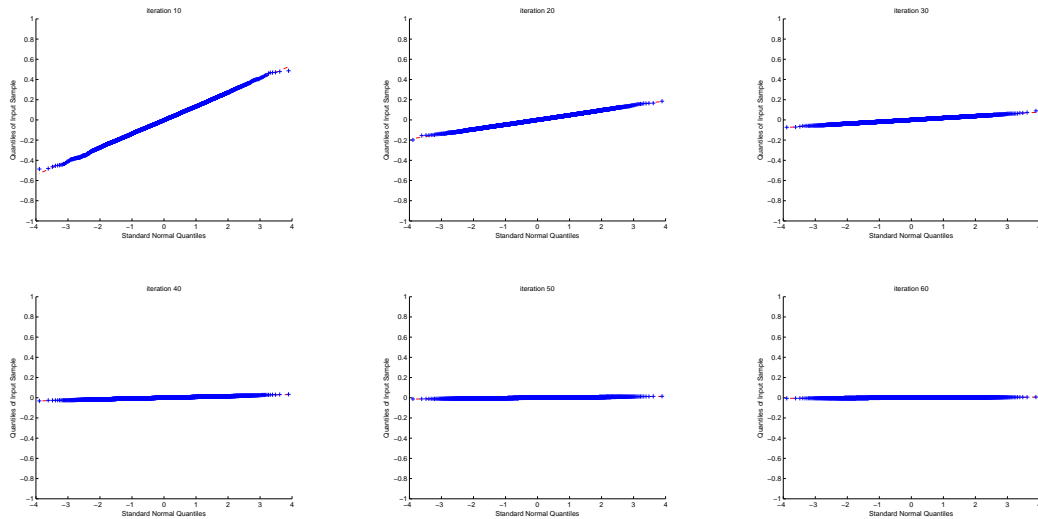 iteration 10
1
0.8
0.6
0.4
0.2
0
−0.2
−0.4
−0.6
−0.8
−1
Quantiles of Input Sample
−4 −3 −2 −1 0 1 2 3 4
Standard Normal Quantiles
iteration 20
1
0.8
0.6
0.4
0.2
0
−0.2
−0.4
−0.6
−0.8
−1
Quantiles of Input Sample
−4 −3 −2 −1 0 1 2 3 4
Standard Normal Quantiles
iteration 30
1
0.8
0.6
0.4
0.2
0
−0.2
−0.4
−0.6
−0.8
−1
Quantiles of Input Sample
−4 −3 −2 −1 0 1 2 3 4
Standard Normal Quantiles
iteration 40
1
0.8
0.6
0.4
0.2
0
−0.2
−0.4
−0.6
−0.8
−1
Quantiles of Input Sample
−4 −3 −2 −1 0 1 2 3 4
Standard Normal Quantiles
iteration 50
1
0.8
0.6
0.4
0.2
0
−0.2
−0.4
−0.6
−0.8
−1
Quantiles of Input Sample
−4 −3 −2 −1 0 1 2 3 4
Standard Normal Quantiles
iteration 60
1
0.8
0.6
0.4
0.2
0
−0.2
−0.4
−0.6
−0.8
−1
Quantiles of Input Sample
−4 −3 −2 −1 0 1 2 3 4
Standard Normal Quantiles